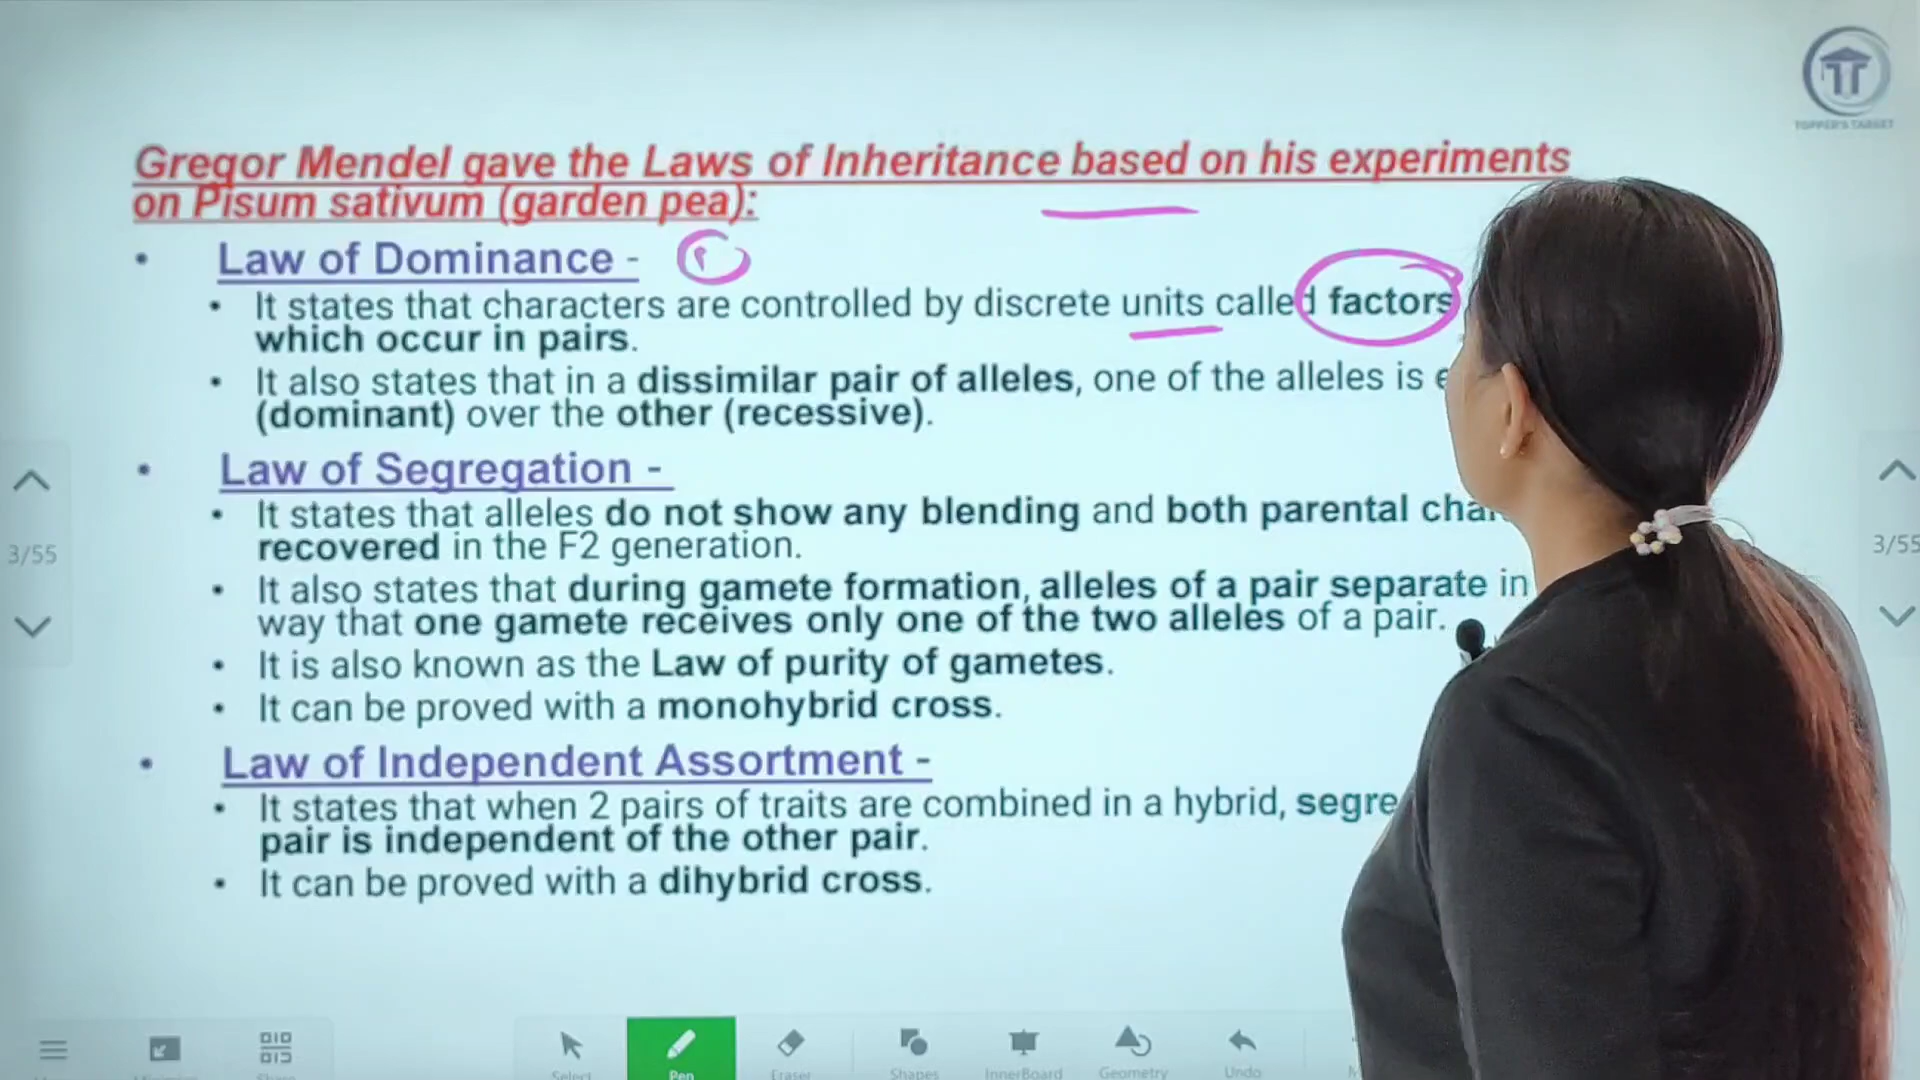 TOPPER'S TARGET
Gregor Mendel gave the Laws of Inheritance based on his experiments
on Pisum sativum (garden pea):
• Law of Dominance -
• It states that characters are controlled by discrete units called factors
which occur in pairs.
• It also states that in a dissimilar pair of alleles, one of the alleles is
(dominant) over the other (recessive).
• Law of Segregation -
• It states that alleles do not show any blending and both parental
recovered in the F2 generation.
• It also states that during gamete formation, alleles of a pair separate in
way that one gamete receives only one of the two alleles of a pair.
• It is also known as the Law of purity of gametes.
• It can be proved with a monohybrid cross.
• Law of Independent Assortment -
• It states that when 2 pairs of traits are combined in a hybrid,
pair is independent of the other pair.
• It can be proved with a dihybrid cross.
3/55
3/55
Select
Pen
Eraser
Shapes
InnerBoard
Geometry
Undo